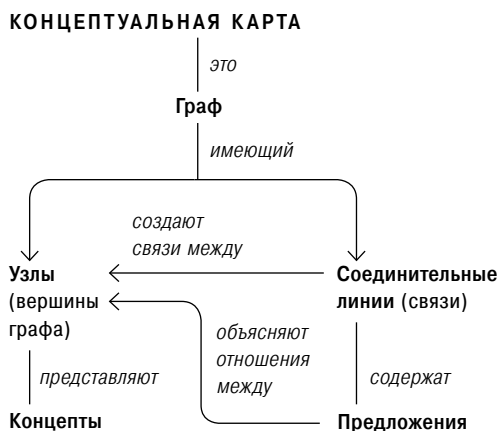 КОНЦЕПТУАЛЬНАЯ КАРТА
это
Граф
имеющий
создают
связи между
Узлы
(вершины
графа)
Соединительные
линии (связи)
объясняют
отношения
между
представляют
содержат
Концепты
Предложения